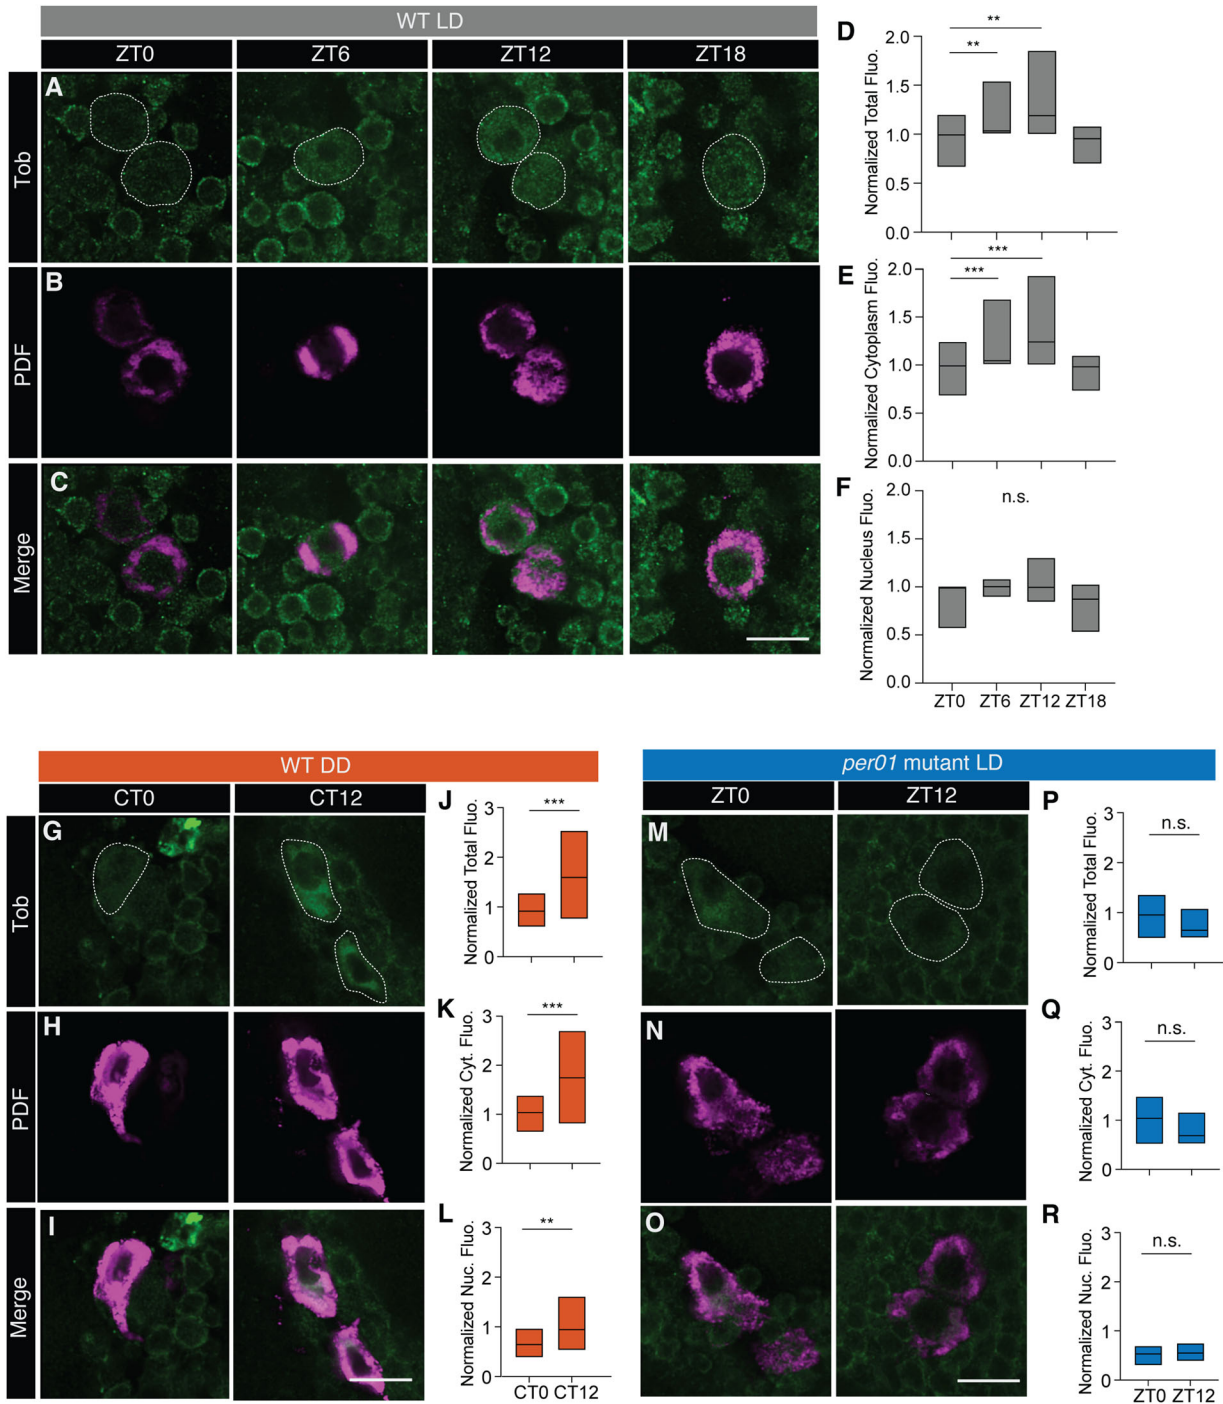 WT LD
ZT0 ZT6 ZT12 ZT18
Tob
A
PDF
B
Merge
C
D
Normalized Total Fluo.
2.0
1.5
1.0
0.5
0.0
**
**
E
Normalized Cytoplasm Fluo.
2.0
1.5
1.0
0.5
0.0
***
***
F
Normalized Nucleus Fluo.
2.0
1.5
1.0
0.5
0.0
n.s.
ZT0 ZT6 ZT12 ZT18
WT DD
CT0 CT12
Tob
G
PDF
H
Merge
I
J
Normalized Total Fluo.
3
2
1
0
***
K
Normalized Cyt. Fluo.
3
2
1
0
***
L
Normalized Nuc. Fluo.
3
2
1
0
**
CT0 CT12
per01 mutant LD
ZT0 ZT12
M
N
O
P
Normalized Total Fluo.
3
2
1
0
n.s.
Q
Normalized Cyt. Fluo.
3
2
1
0
n.s.
R
Normalized Nuc. Fluo.
3
2
1
0
n.s.
ZT0 ZT12